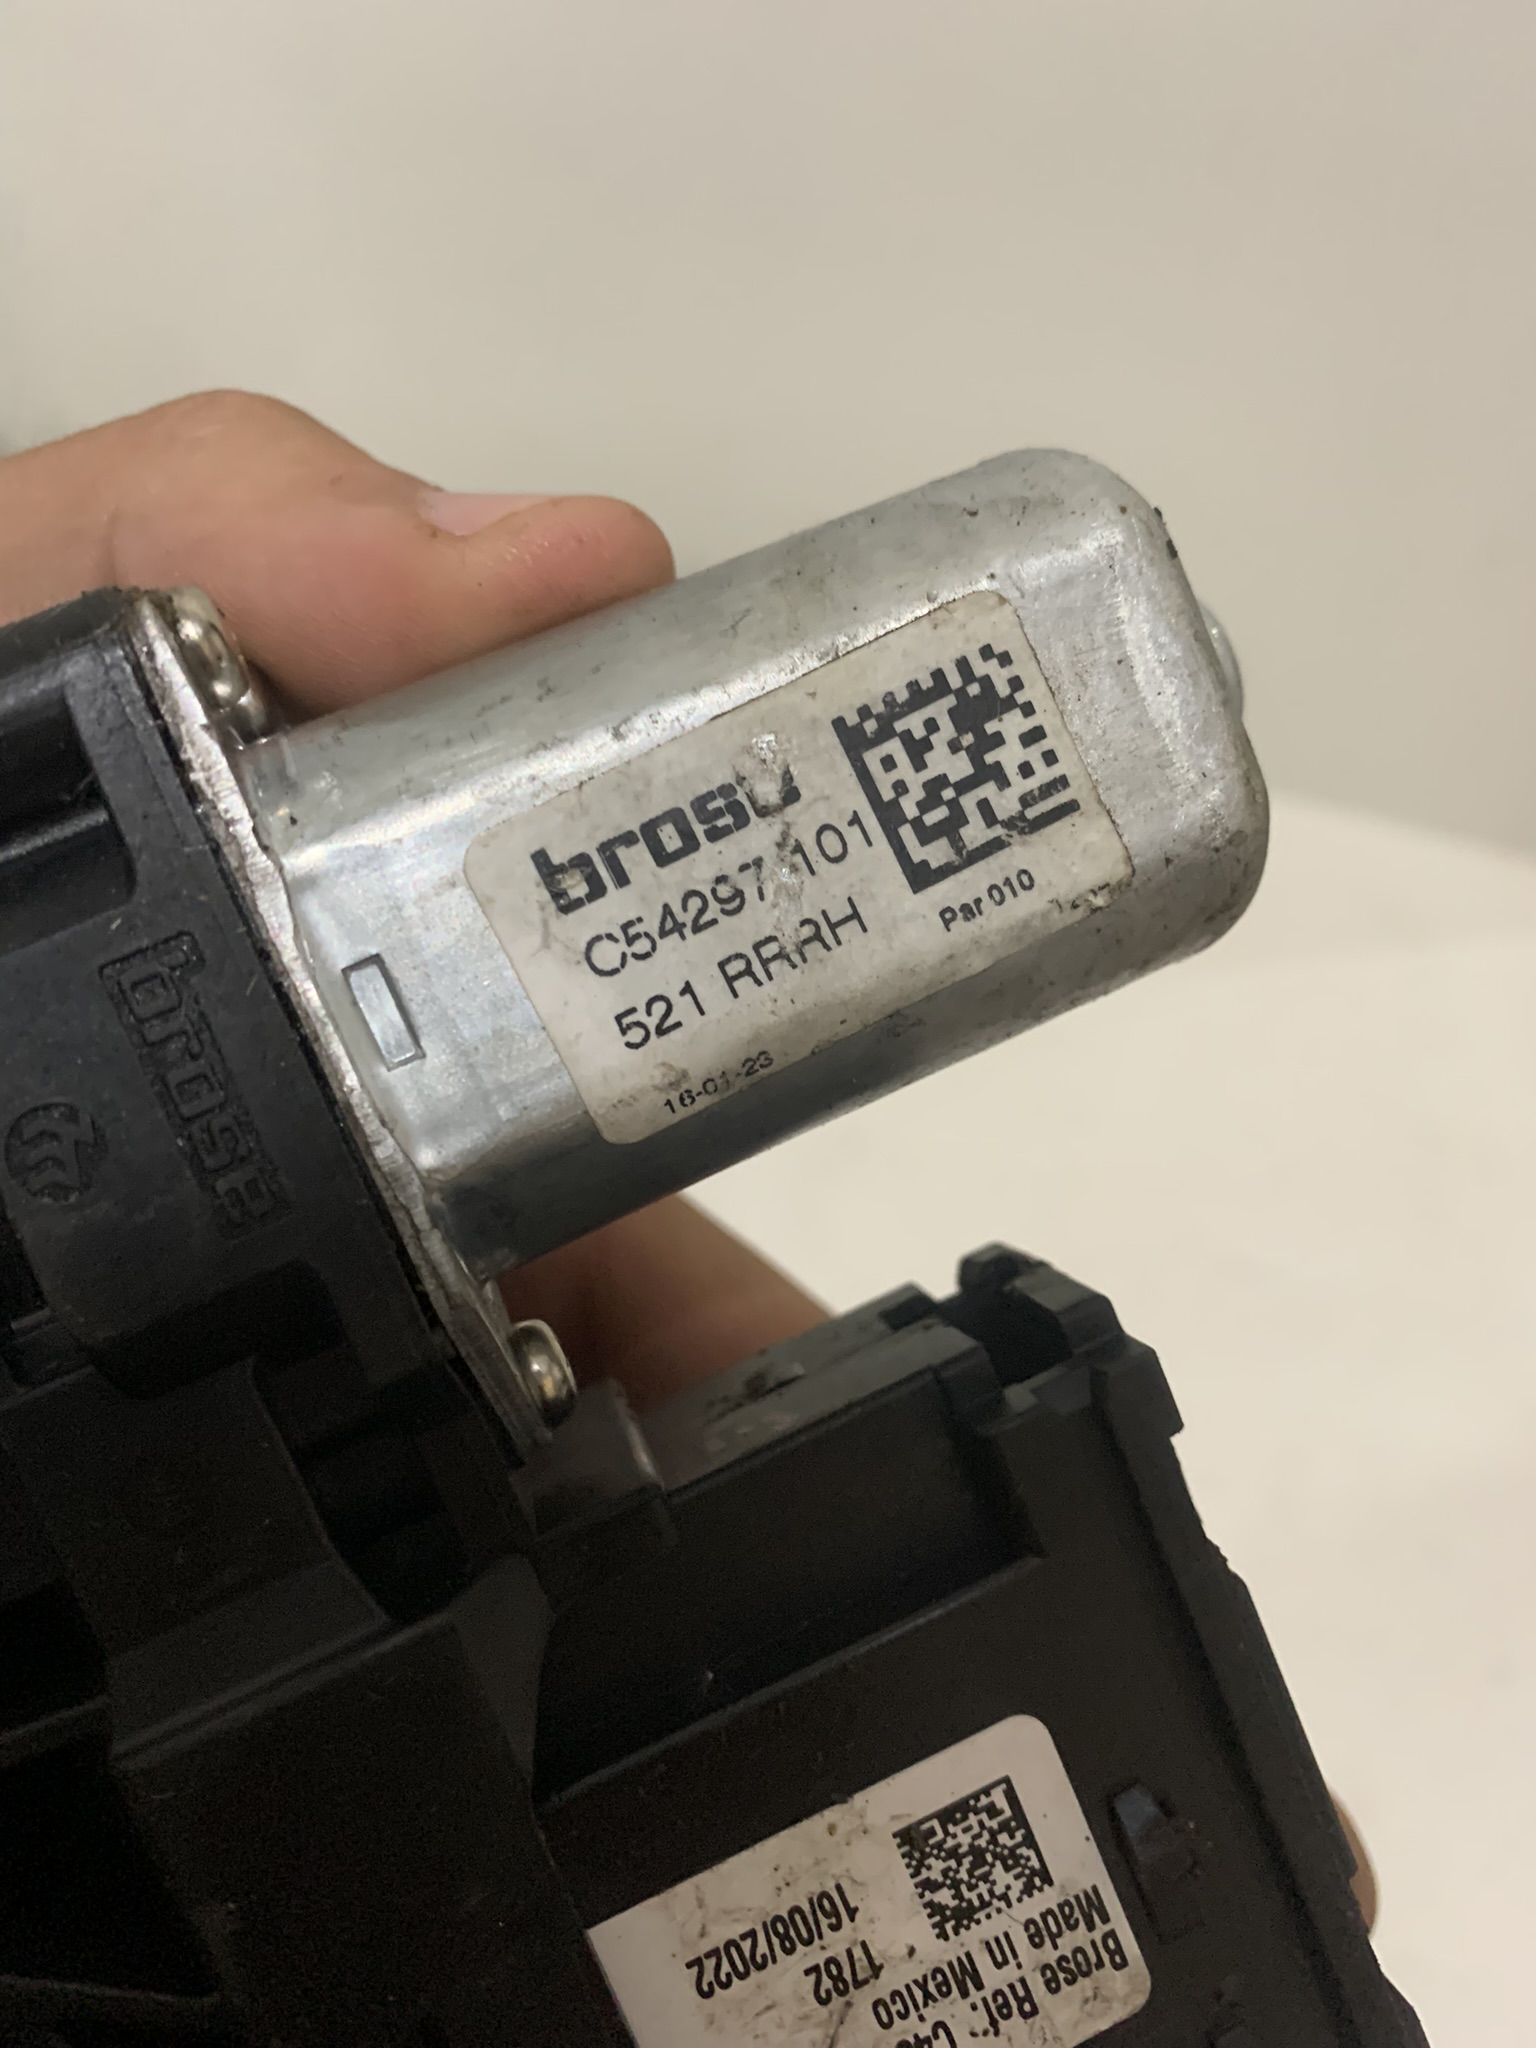 brose
C54297 101
521 RRRH
Par 010
16-01-23
brose
Brose Ref.:
Made in Mexico
1782
16/08/2022